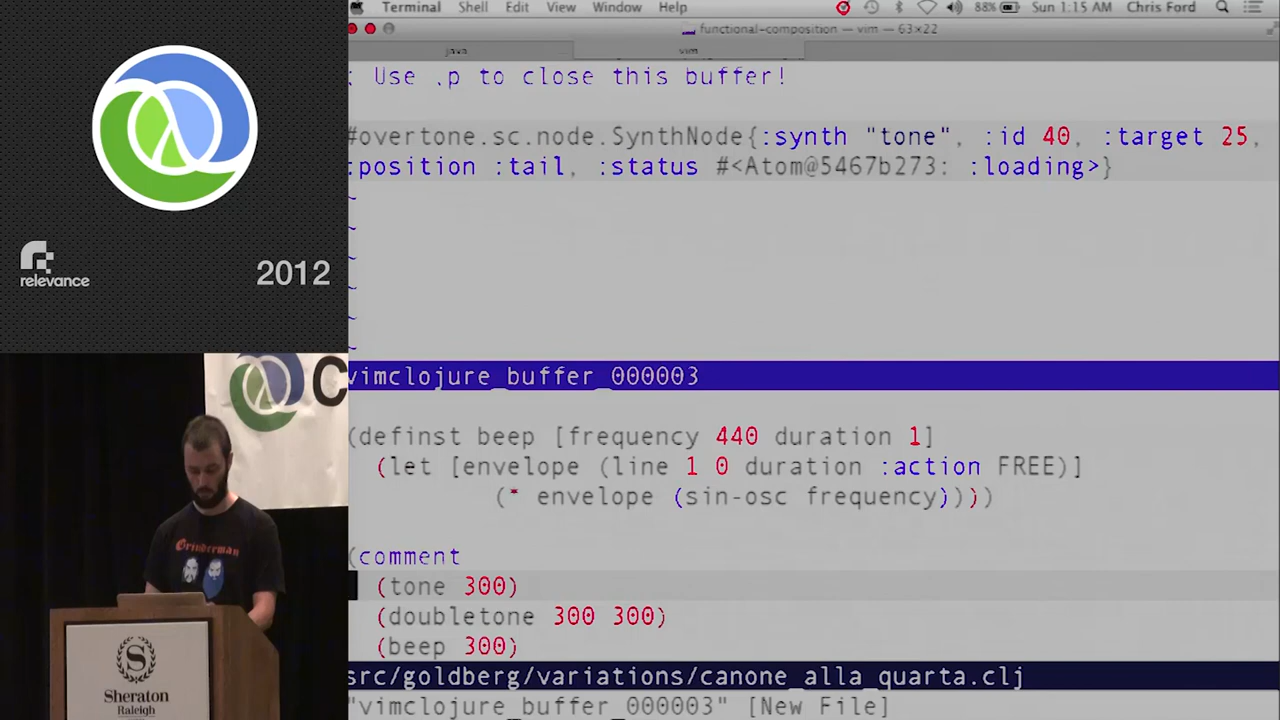 Terminal Shell Edit View Window Help 88% Sun 1:15 AM Chris Ford
functional-composition — vim — 63×22
java vim
; Use ,p to close this buffer!
#overtone.sc.node.SynthNode{:synth "tone", :id 40, :target 25,
:position :tail, :status #<Atom@5467b273: :loading>}
~
~
~
~
~
~
vimclojure_buffer_000003
(definst beep [frequency 440 duration 1]
(let [envelope (line 1 0 duration :action FREE)]
(* envelope (sin-osc frequency))))
(comment
(tone 300)
(doubletone 300 300)
(beep 300)
src/goldberg/variations/canone_alla_quarta.clj
"vimclojure_buffer_000003" [New File]
relevance
2012
C
Grinderman
S
Sheraton
Raleigh